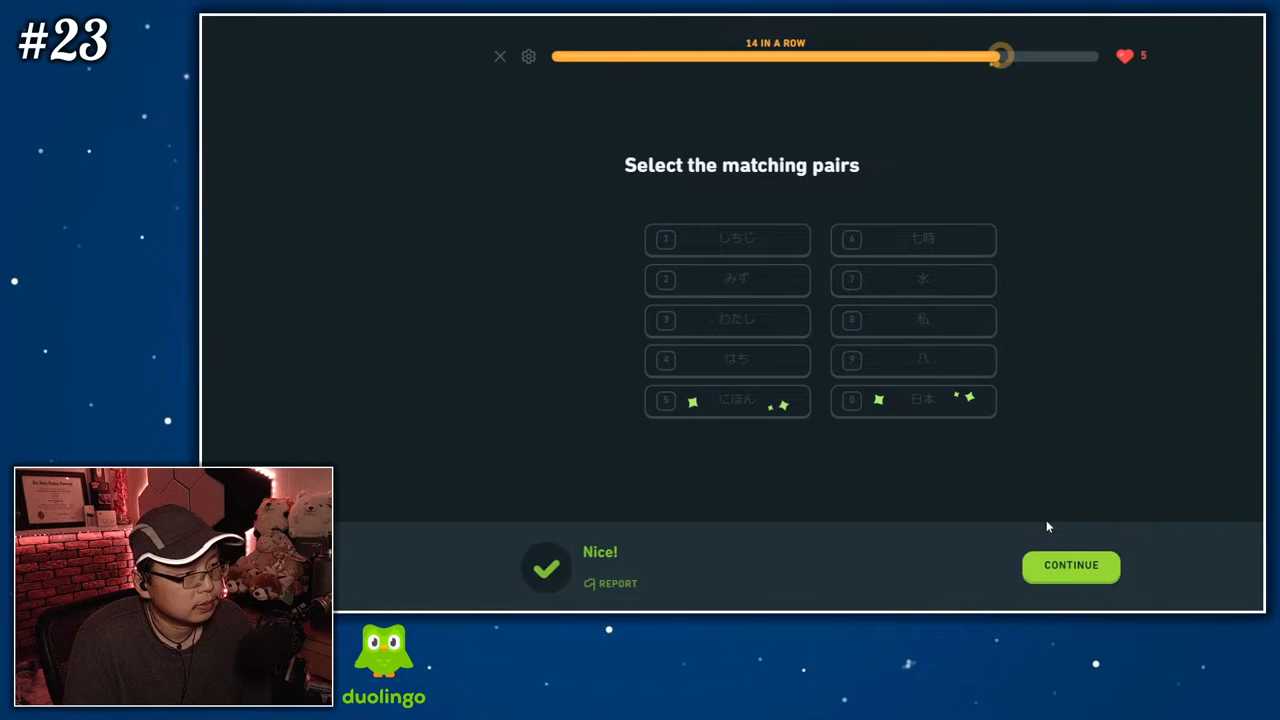 #23
14 IN A ROW
5
Select the matching pairs
1 しちじ 6 七時
2 みず 7 水
3 わたし 8 私
4 はち 9 八
5 にほん 0 日本
Nice!
REPORT
CONTINUE
duolingo